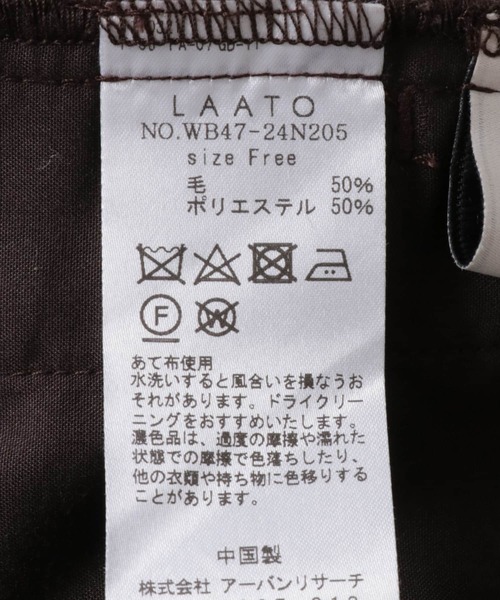 LAATO
NO.WB47-24N205
size Free
毛 50%
ポリエステル 50%
F
W
あて布使用
水洗いすると風合いを損なうお
それがあります。ドライクリー
ニングをおすすめいたします。
濃色品は、過度の摩擦や濡れた
状態での摩擦で色落ちしたり、
他の衣類や持ち物に色移りする
ことがあります。
中国製
株式会社 アーバンリサーチ